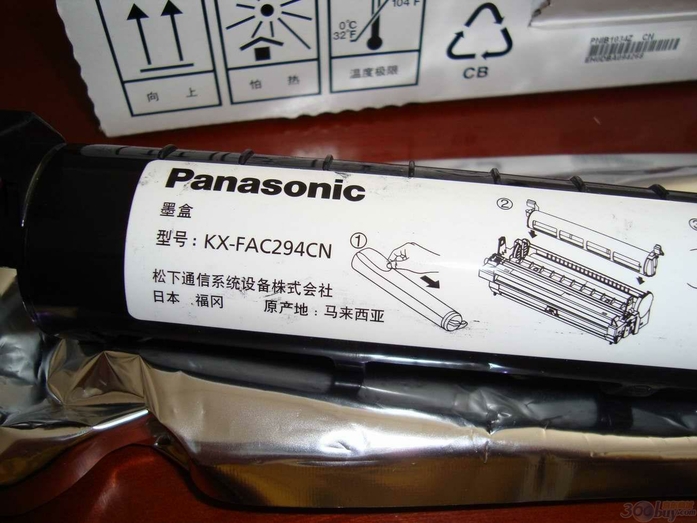 104°F
0℃
32°F
向 上
怕 热
温度极限
CB
CN
Panasonic
墨盒
型号：KX-FAC294CN
松下通信系统设备株式会社
日本 福冈
原产地：马来西亚
①
②
360buy